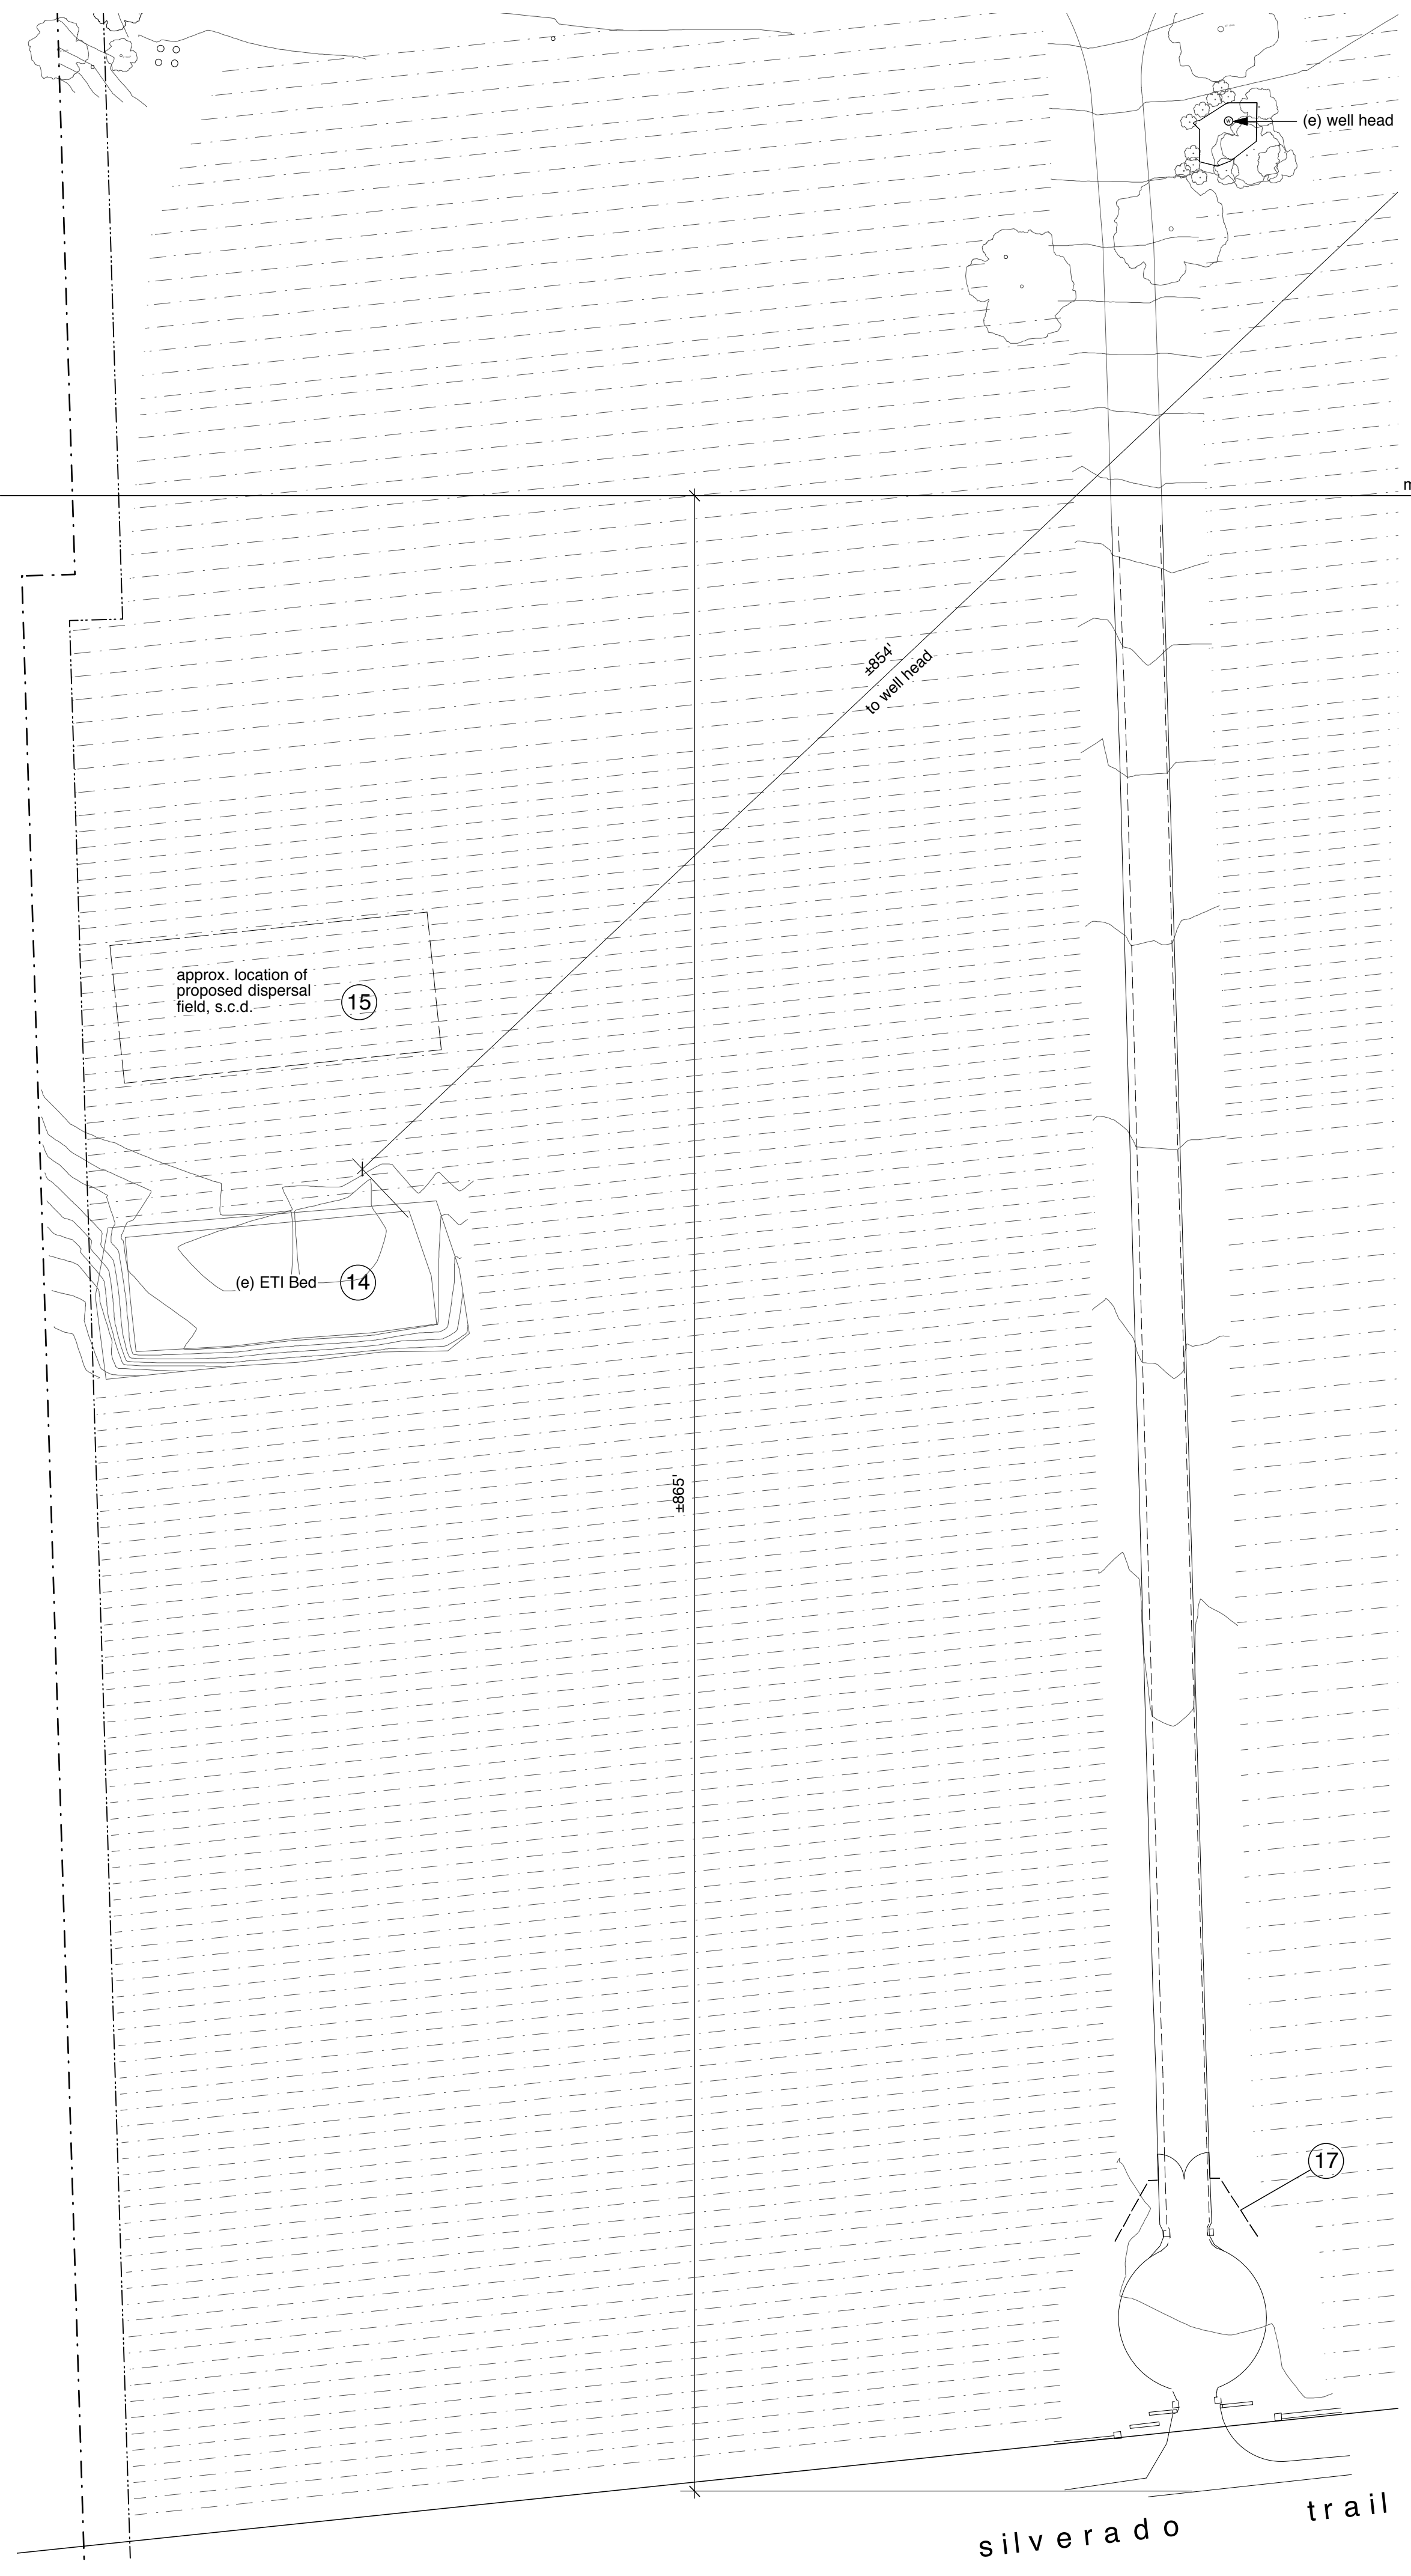 (e) well head
m
±854'
to well head
approx. location of
proposed dispersal
field, s.c.d.
15
(e) ETI Bed
14
±865'
17
silverado trail